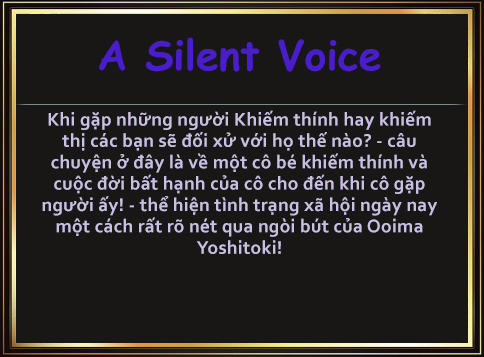 A Silent Voice
Khi gặp những người Khiếm thính hay khiếm
thị các bạn sẽ đối xử với họ thế nào? - câu
chuyện ở đây là về một cô bé khiếm thính và
cuộc đời bất hạnh của cô cho đến khi cô gặp
người ấy! - thể hiện tình trạng xã hội ngày nay
một cách rất rõ nét qua ngòi bút của Ooima
Yoshitoki!